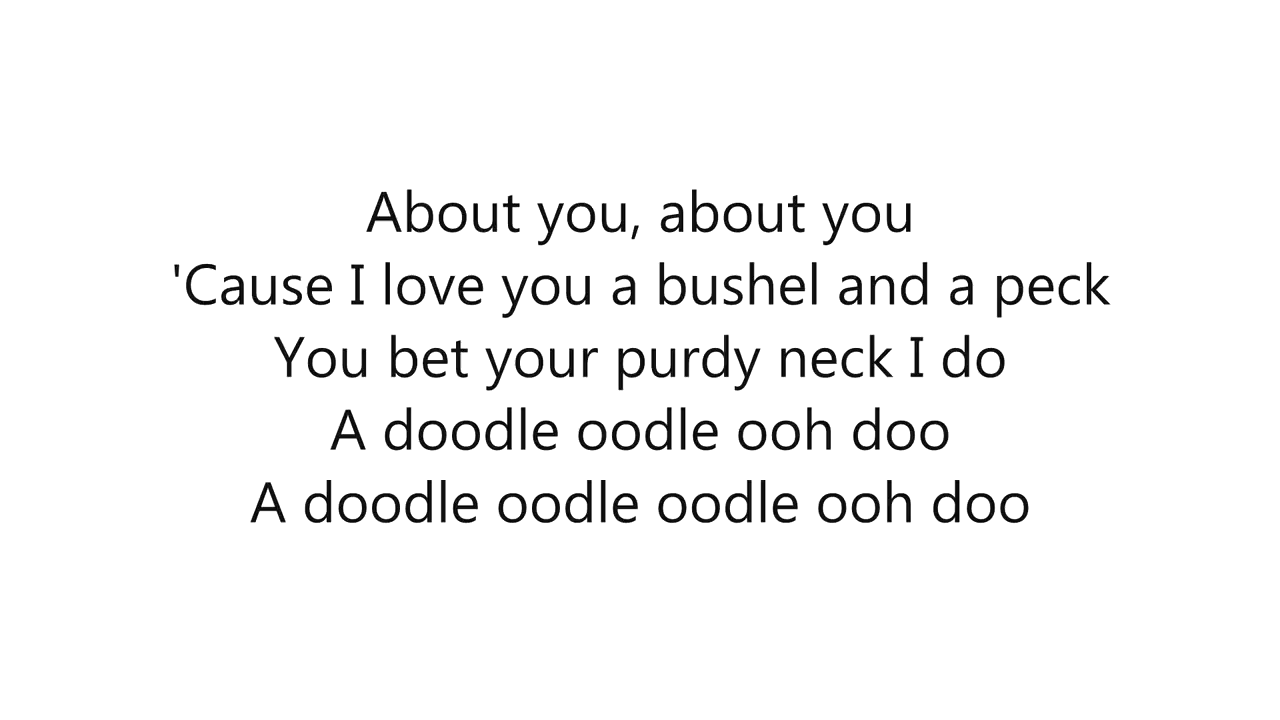 About you, about you
'Cause I love you a bushel and a peck
You bet your purdy neck I do
A doodle oodle ooh doo
A doodle oodle oodle ooh doo